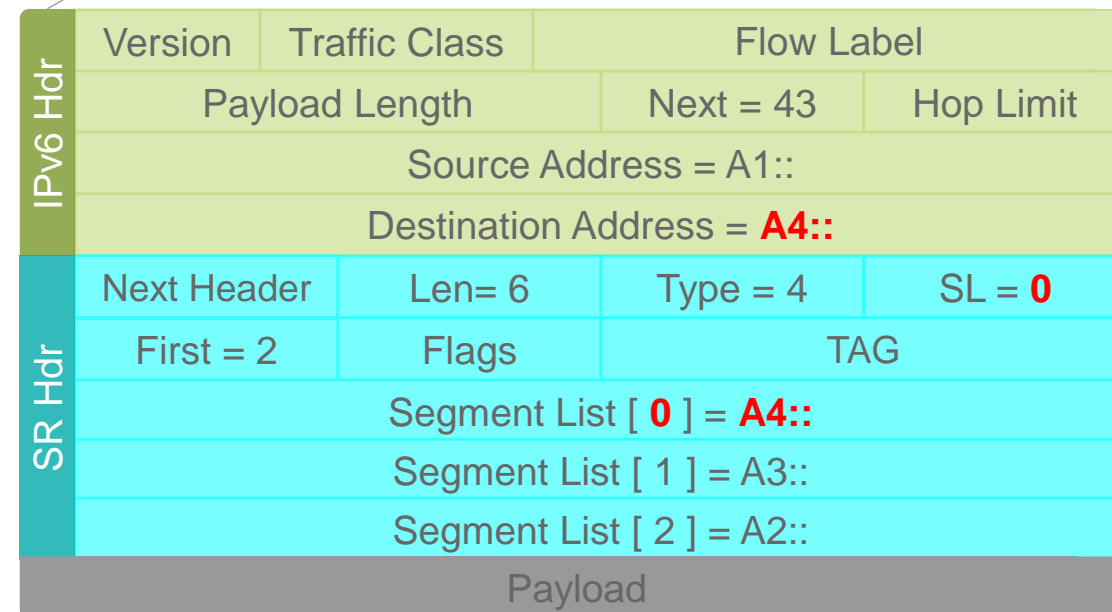 IPv6 Hdr
Version Traffic Class Flow Label
Payload Length Next = 43 Hop Limit
Source Address = A1::
Destination Address = A4::
SR Hdr
Next Header Len= 6 Type = 4 SL = 0
First = 2 Flags TAG
Segment List [ 0 ] = A4::
Segment List [ 1 ] = A3::
Segment List [ 2 ] = A2::
Payload